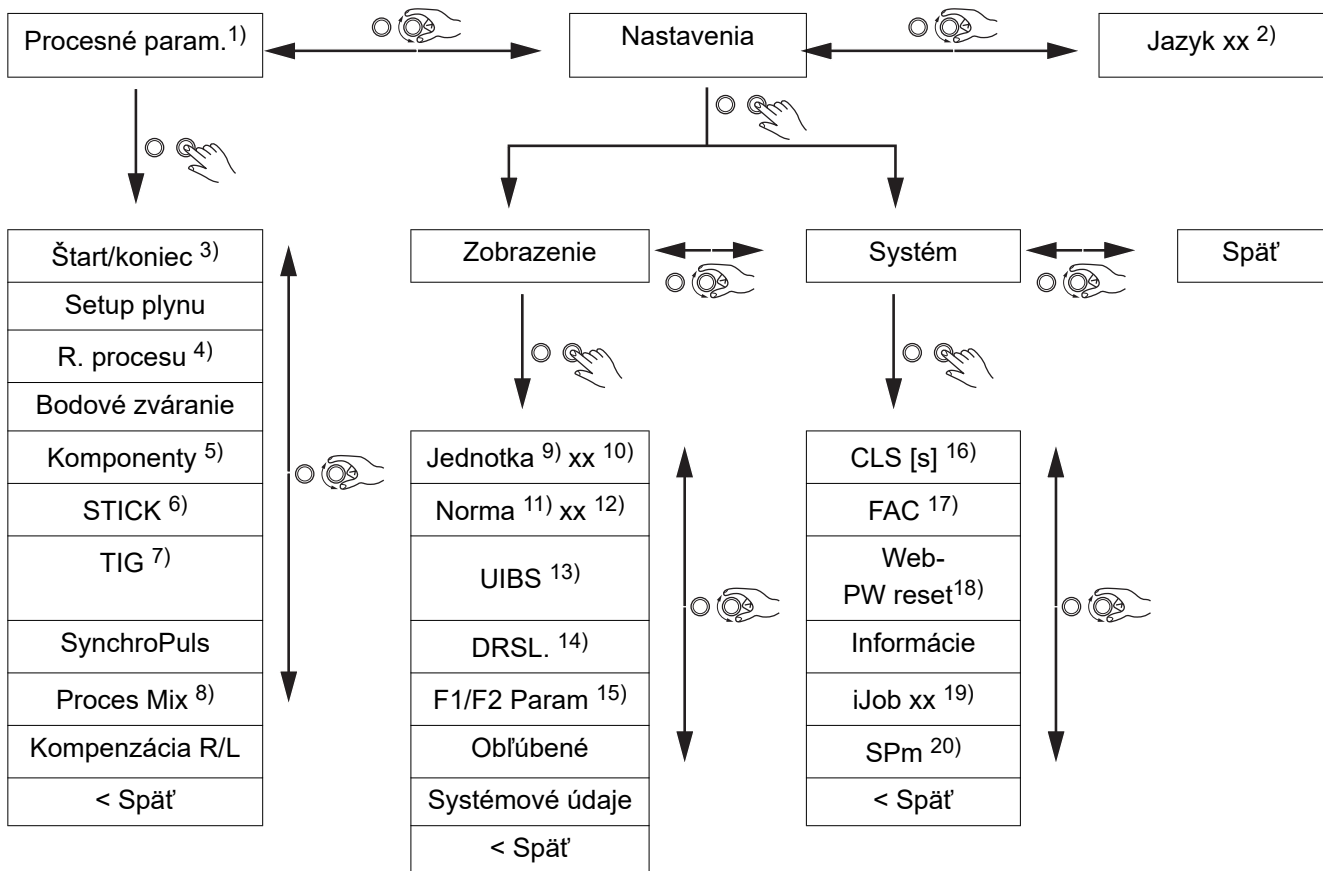 Procesné param.1)
Nastavenia
Jazyk xx 2)
Štart/koniec 3)
Setup plynu
R. procesu 4)
Bodové zváranie
Komponenty 5)
STICK 6)
TIG 7)
SynchroPuls
Proces Mix 8)
Kompenzácia R/L
< Späť
Zobrazenie
Systém
Späť
Jednotka 9) xx 10)
Norma 11) xx 12)
UIBS 13)
DRSL. 14)
F1/F2 Param 15)
Obľúbené
Systémové údaje
< Späť
CLS [s] 16)
FAC 17)
Web-
PW reset18)
Informácie
iJob xx 19)
SPm 20)
< Späť